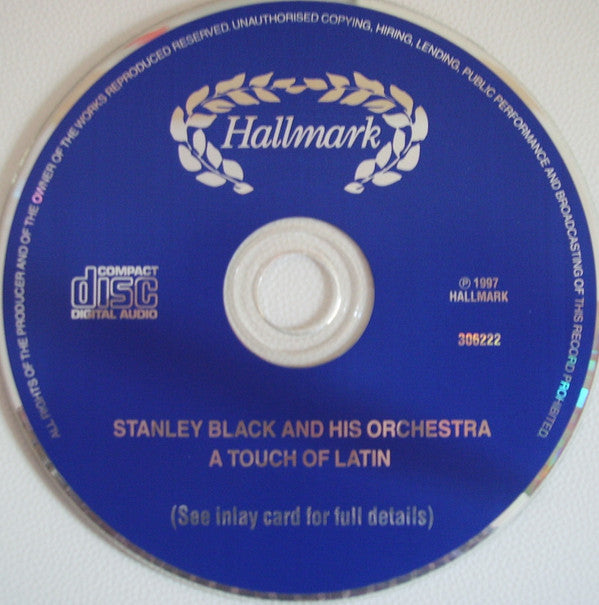 ALL RIGHTS OF THE PRODUCER AND OF THE OWNER OF THE WORKS REPRODUCED RESERVED. UNAUTHORISED COPYING, HIRING, LENDING, PUBLIC PERFORMANCE AND BROADCASTING OF THIS RECORD PROHIBITED
Hallmark
COMPACT
disc
DIGITAL AUDIO
℗ 1997
HALLMARK
306222
STANLEY BLACK AND HIS ORCHESTRA
A TOUCH OF LATIN
(See inlay card for full details)